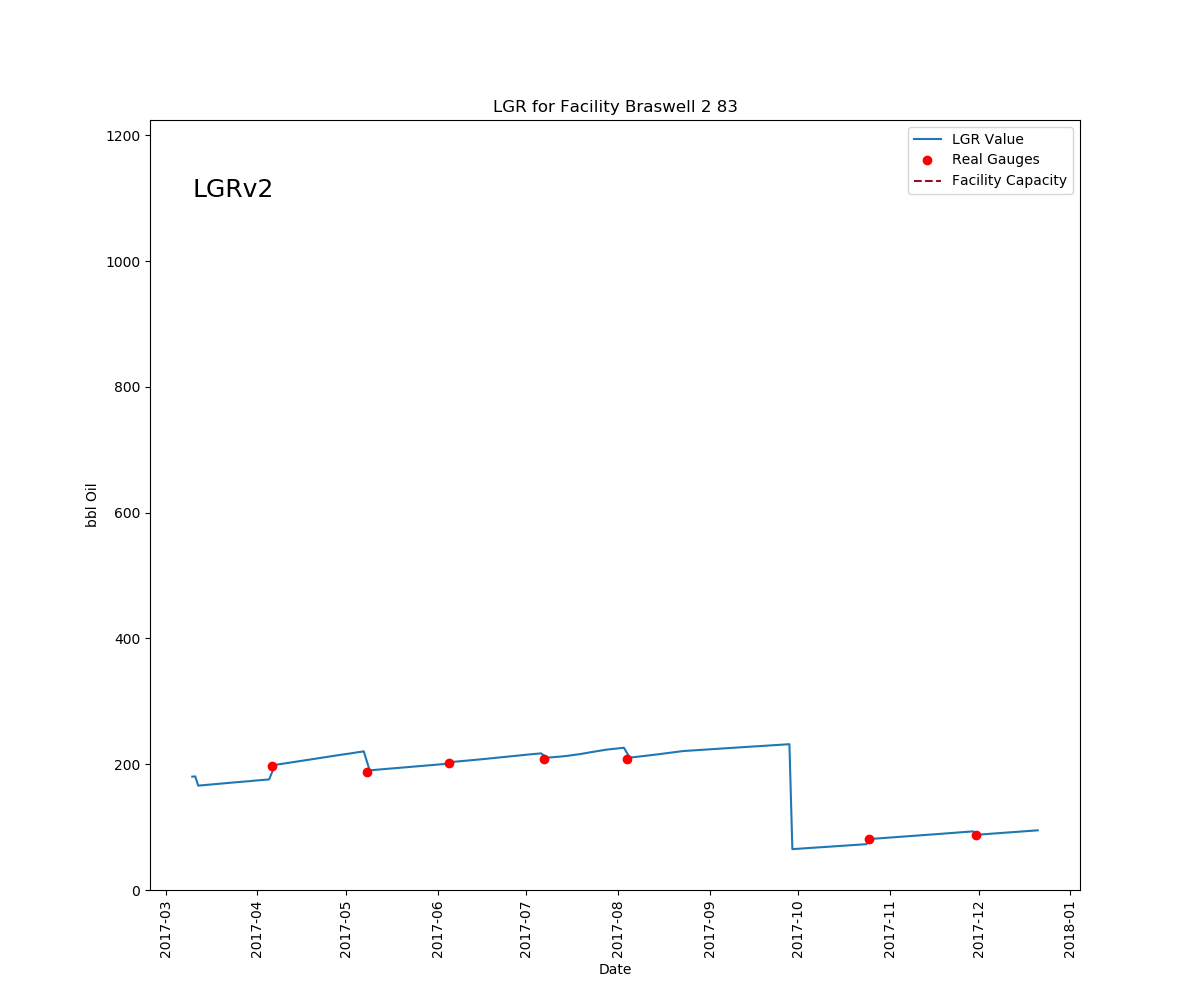 LGR for Facility Braswell 2 83
LGRv2
LGR Value
Real Gauges
Facility Capacity
bbl Oil
1200
1000
800
600
400
200
0
2017-03
2017-04
2017-05
2017-06
2017-07
2017-08
2017-09
2017-10
2017-11
2017-12
2018-01
Date